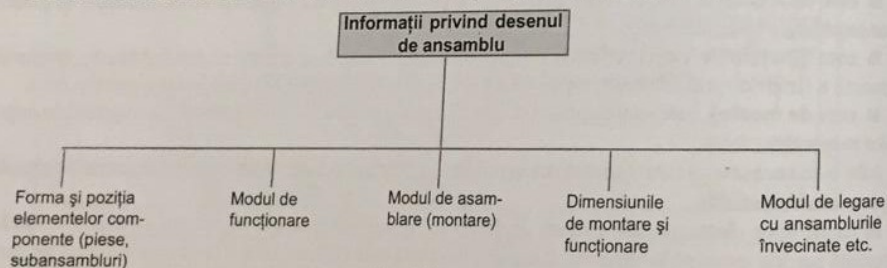 Informații privind desenul
de ansamblu
Forma și poziția
elementelor com-
ponente (piese,
subansambluri)
Modul de
funcționare
Modul de asam-
blare (montare)
Dimensiunile
de montare și
funcționare
Modul de legare
cu ansamblurile
învecinate etc.